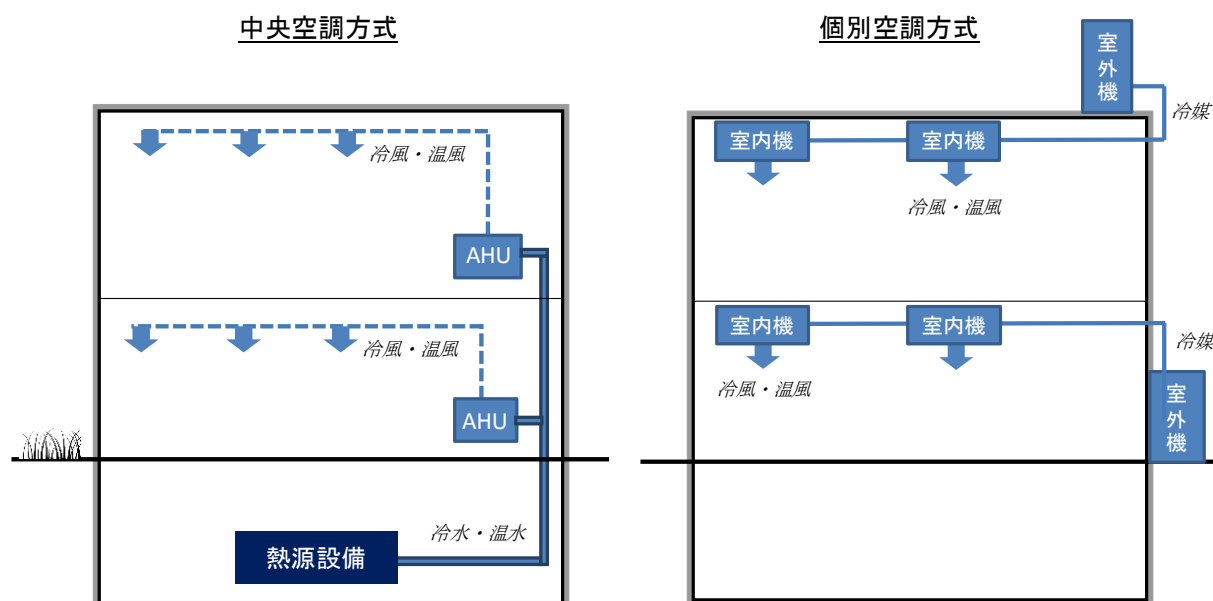 中央空調方式
冷風・温風
AHU
冷風・温風
AHU
冷水・温水
熱源設備
個別空調方式
室外機
冷媒
室内機
室内機
冷風・温風
室内機
室内機
冷媒
冷風・温風
室外機